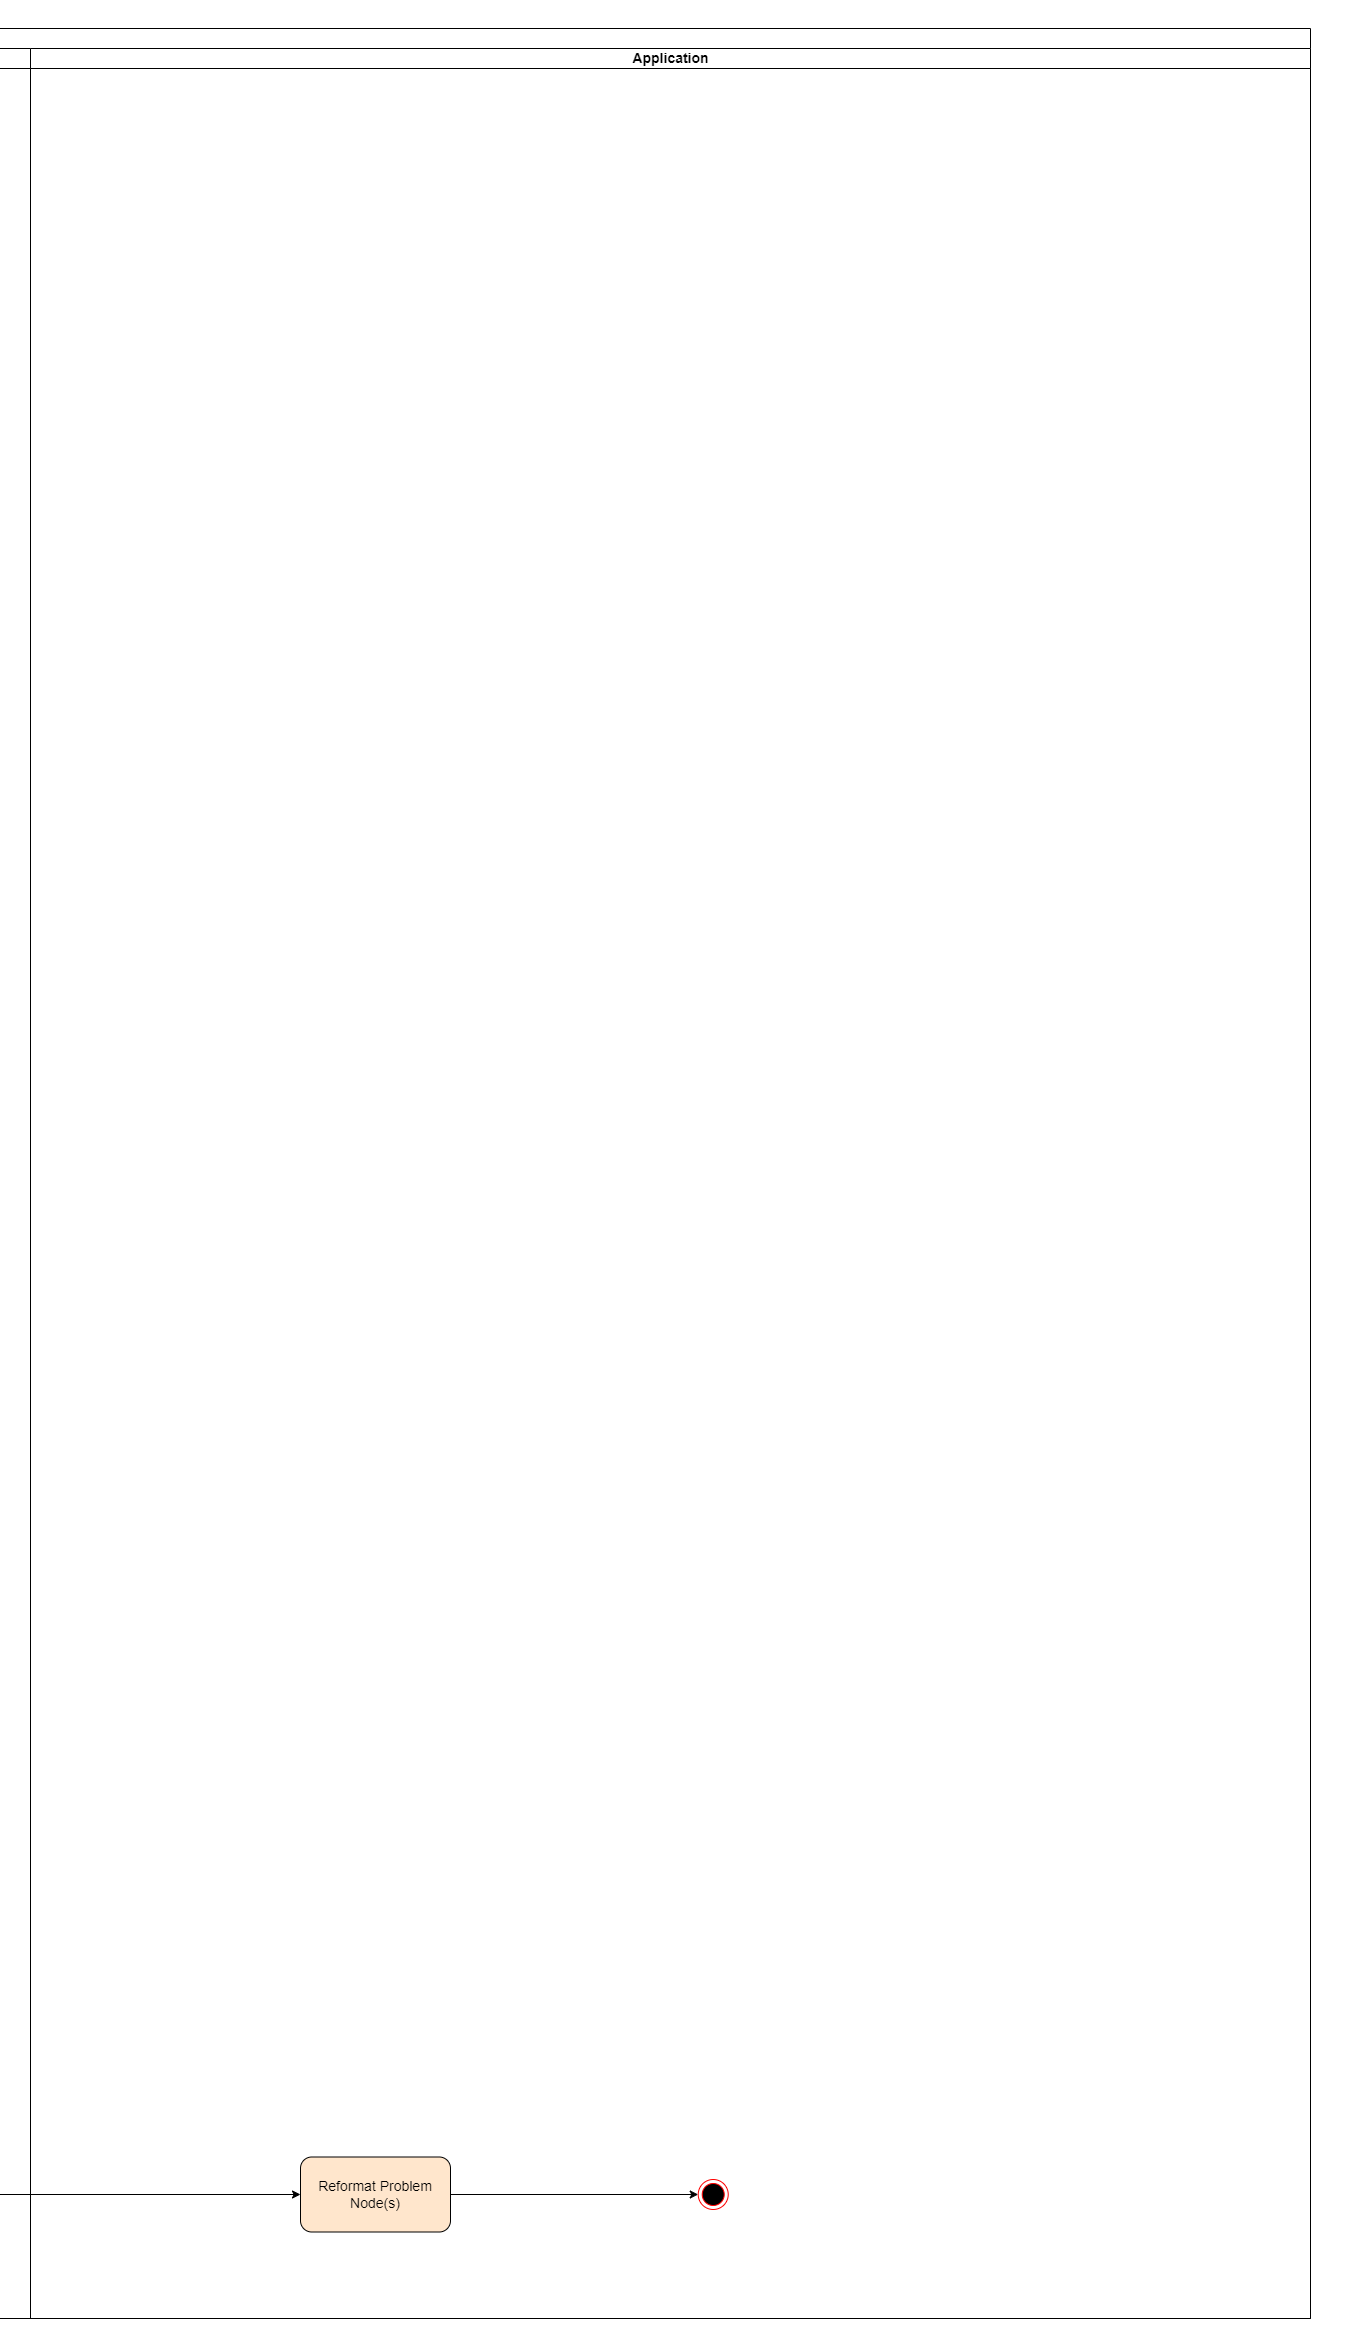 Application
Reformat Problem
Node(s)